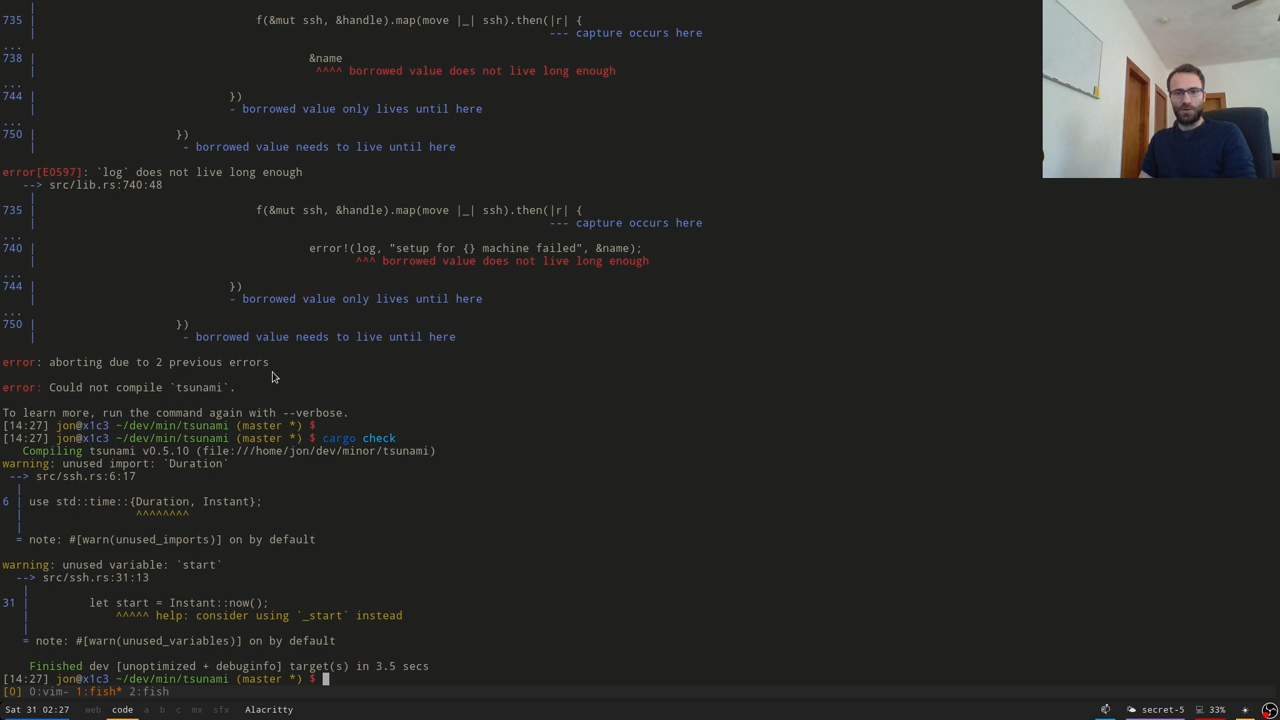 |
735 |                                  f(&mut ssh, &handle).map(move |_| ssh).then(|r| {
    |                                                                              --- capture occurs here
...
738 |                                          &name
    |                                           ^^^^ borrowed value does not live long enough
...
744 |                              })
    |                              - borrowed value only lives until here
...
750 |                      })
    |                       - borrowed value needs to live until here

error[E0597]: `log` does not live long enough
   --> src/lib.rs:740:48
    |
735 |                                  f(&mut ssh, &handle).map(move |_| ssh).then(|r| {
    |                                                                              --- capture occurs here
...
740 |                                          error!(log, "setup for {} machine failed", &name);
    |                                                 ^^^ borrowed value does not live long enough
...
744 |                              })
    |                              - borrowed value only lives until here
...
750 |                      })
    |                       - borrowed value needs to live until here

error: aborting due to 2 previous errors

error: Could not compile `tsunami`.

To learn more, run the command again with --verbose.
[14:27] jon@x1c3 ~/dev/min/tsunami (master *) $
[14:27] jon@x1c3 ~/dev/min/tsunami (master *) $ cargo check
   Compiling tsunami v0.5.10 (file:///home/jon/dev/minor/tsunami)
warning: unused import: `Duration`
 --> src/ssh.rs:6:17
  |
6 | use std::time::{Duration, Instant};
  |                 ^^^^^^^^
  |
  = note: #[warn(unused_imports)] on by default

warning: unused variable: `start`
  --> src/ssh.rs:31:13
   |
31 |         let start = Instant::now();
   |             ^^^^^ help: consider using `_start` instead
   |
   = note: #[warn(unused_variables)] on by default

    Finished dev [unoptimized + debuginfo] target(s) in 3.5 secs
[14:27] jon@x1c3 ~/dev/min/tsunami (master *) $
[0] 0:vim- 1:fish* 2:fish
Sat 31 02:27 web code a b c mx sfx Alacritty secret-5 33%